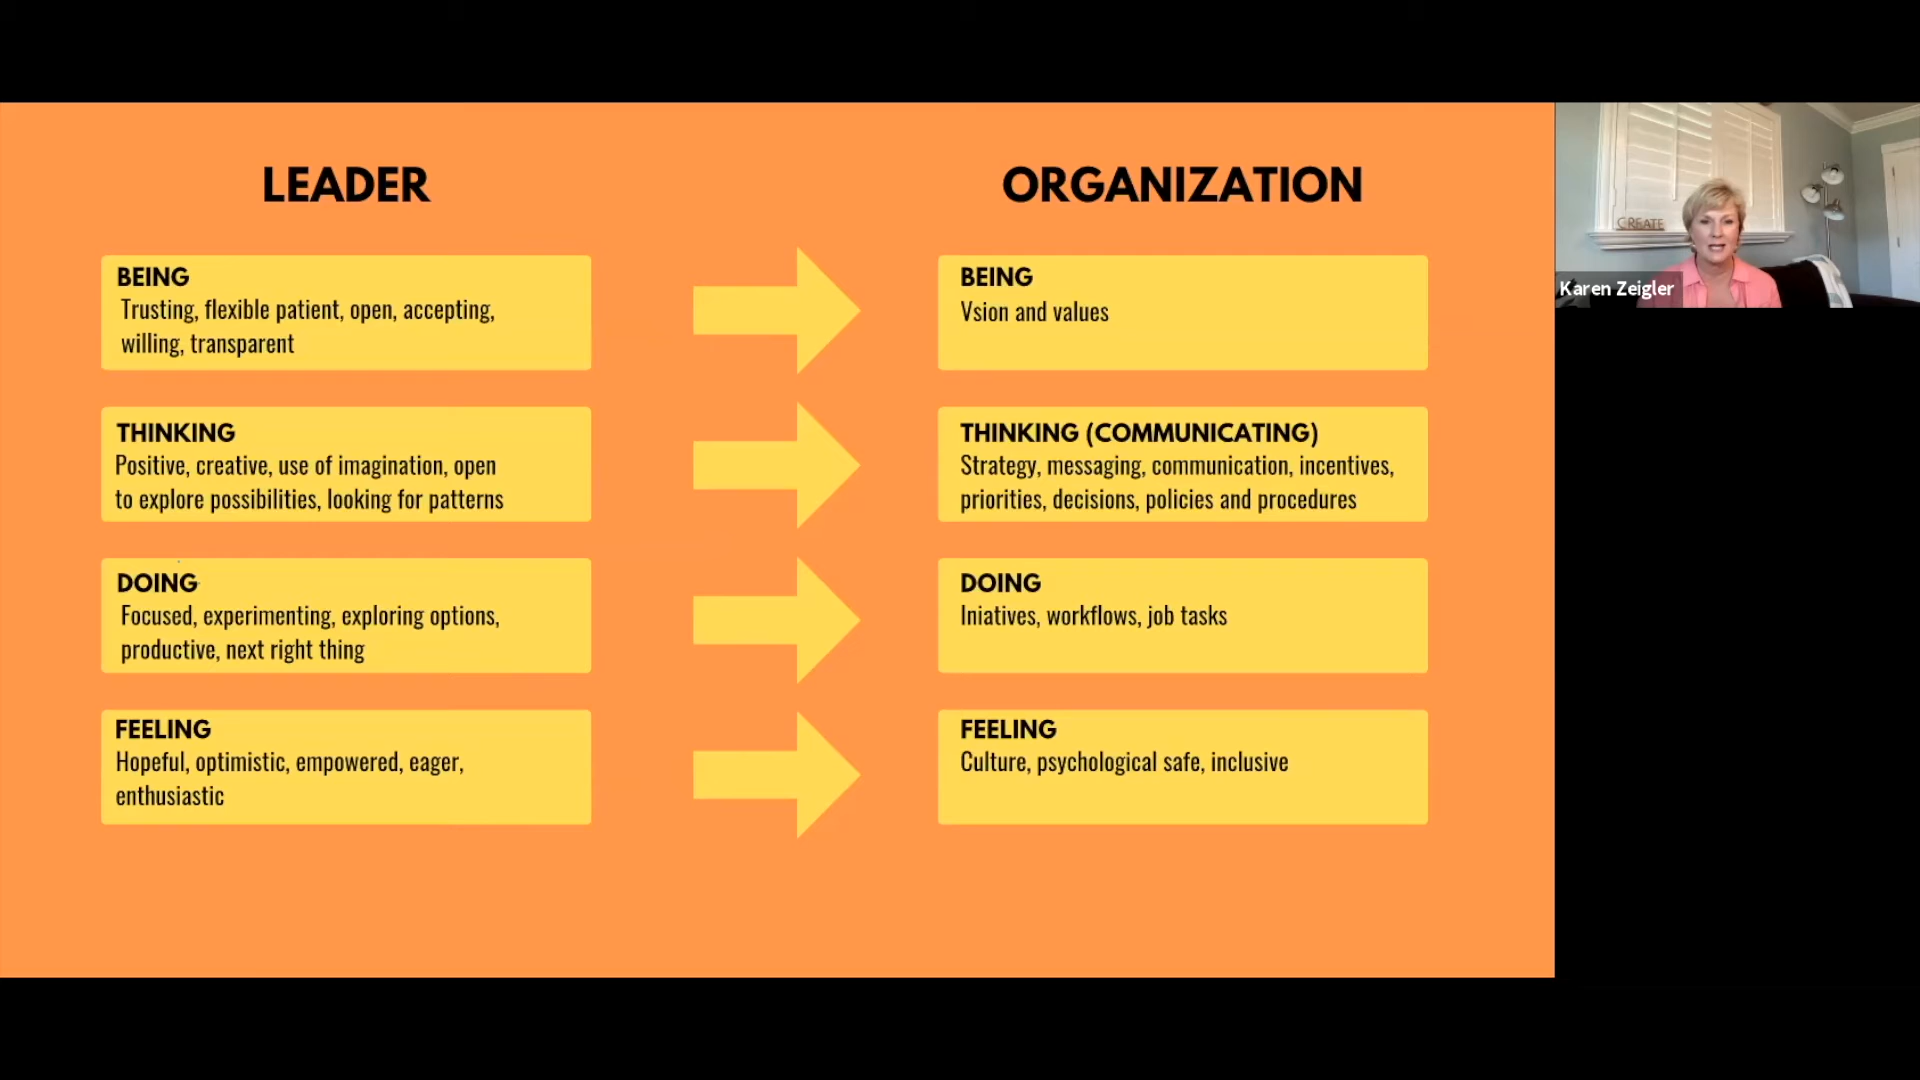 LEADER
ORGANIZATION
BEING
Trusting, flexible patient, open, accepting,
willing, transparent
BEING
Vsion and values
THINKING
Positive, creative, use of imagination, open
to explore possibilities, looking for patterns
THINKING (COMMUNICATING)
Strategy, messaging, communication, incentives,
priorities, decisions, policies and procedures
DOING
Focused, experimenting, exploring options,
productive, next right thing
DOING
Iniatives, workflows, job tasks
FEELING
Hopeful, optimistic, empowered, eager,
enthusiastic
FEELING
Culture, psychological safe, inclusive
CREATE
Karen Zeigler